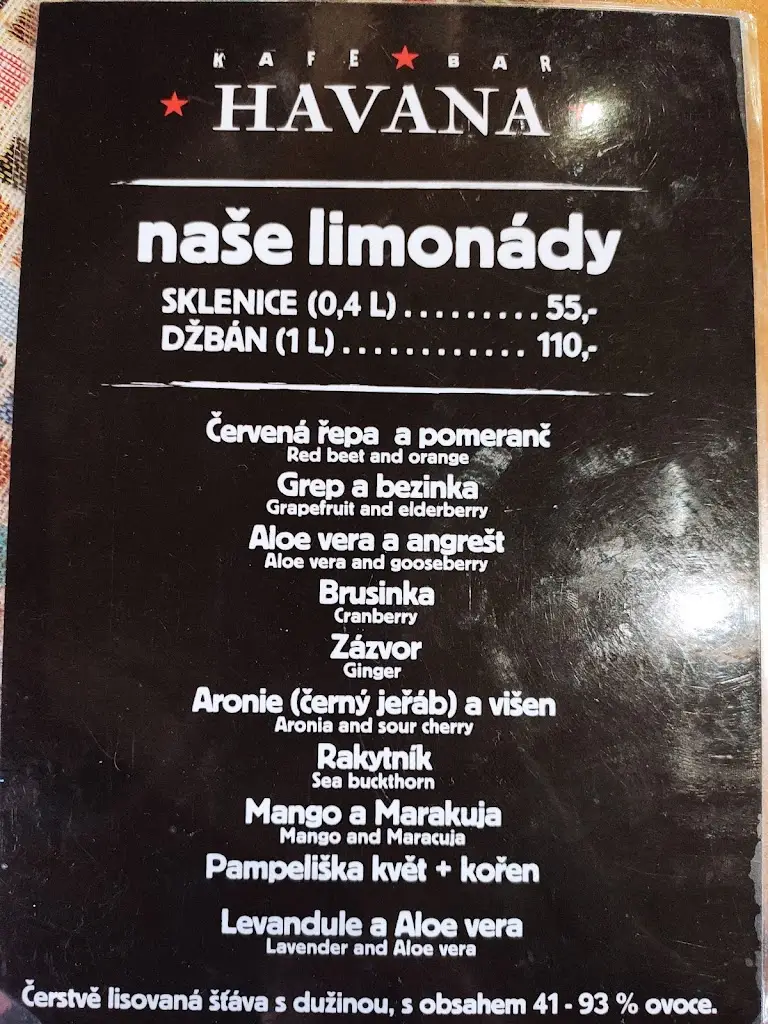 KAFE BAR
HAVANA
naše limonády
SKLENICE (0,4 L) ......... 55,-
DŽBÁN (1 L) ............ 110,-
Červená řepa a pomeranč
Red beet and orange
Grep a bezinka
Grapefruit and elderberry
Aloe vera a angrešt
Aloe vera and gooseberry
Brusinka
Cranberry
Zázvor
Ginger
Aronie (černý jeřáb) a višen
Aronia and sour cherry
Rakytník
Sea buckthorn
Mango a Marakuja
Mango and Maracuja
Pampeliška květ + kořen
Levandule a Aloe vera
Lavender and Aloe vera
Čerstvě lisovaná šťáva s dužinou, s obsahem 41 - 93 % ovoce.